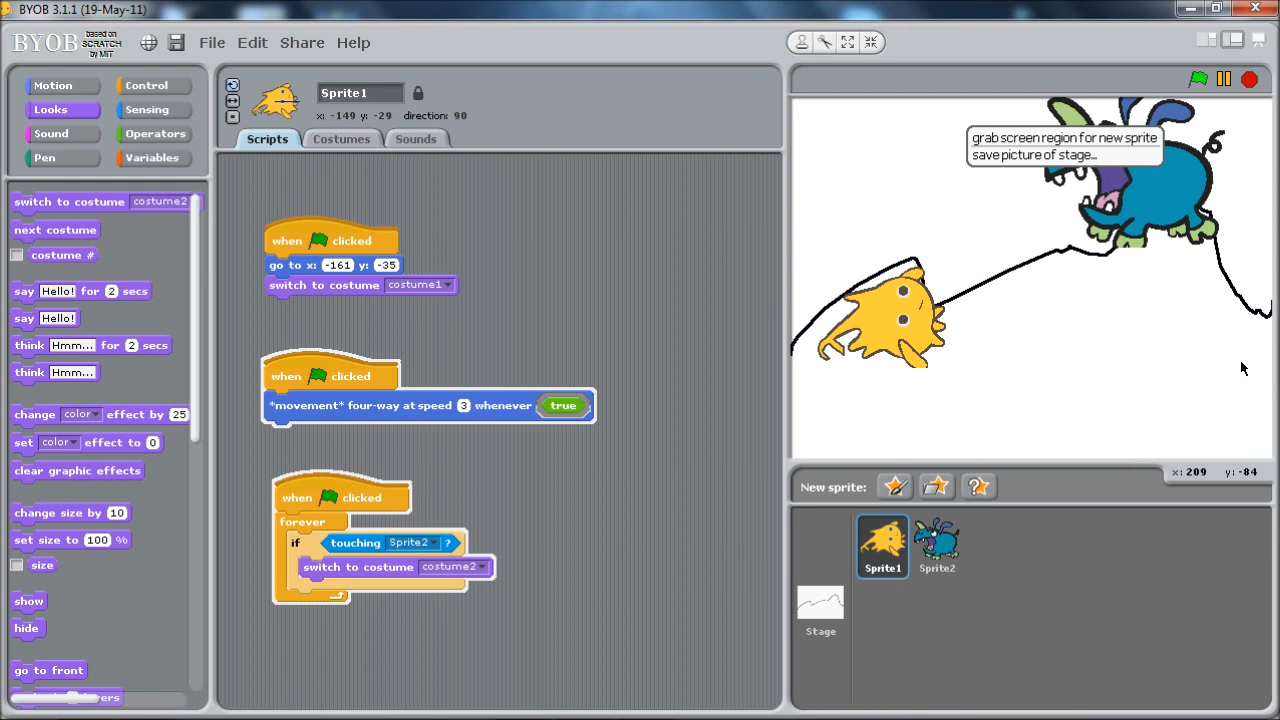 BYOB 3.1.1 (19-May-11)
BYOB based on SCRATCH by MIT
File Edit Share Help
Motion Control
Looks Sensing
Sound Operators
Pen Variables
switch to costume costume2
next costume
costume #
say Hello! for 2 secs
say Hello!
think Hmm... for 2 secs
think Hmm...
change color effect by 25
set color effect to 0
clear graphic effects
change size by 10
set size to 100 %
size
show
hide
go to front
Sprite1
x: -149 y: -29 direction: 90
Scripts Costumes Sounds
when clicked
go to x: -161 y: -35
switch to costume costume1
when clicked
*movement* four-way at speed 3 whenever true
when clicked
forever
if touching Sprite2 ?
switch to costume costume2
grab screen region for new sprite
save picture of stage...
x: 209 y: -84
New sprite:
Sprite1 Sprite2
Stage